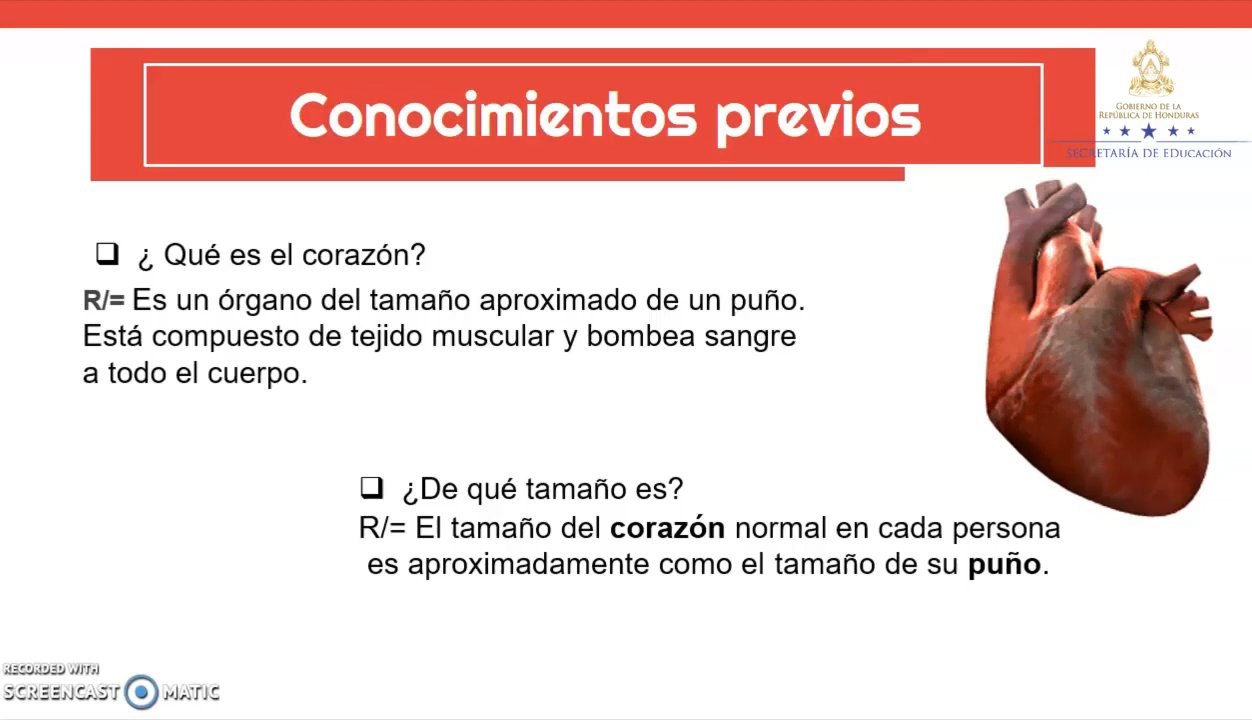 Conocimientos previos
GOBIERNO DE LA
REPÚBLICA DE HONDURAS
SECRETARÍA DE EDUCACIÓN
❑ ¿ Qué es el corazón?
R/= Es un órgano del tamaño aproximado de un puño.
Está compuesto de tejido muscular y bombea sangre
a todo el cuerpo.
❑ ¿De qué tamaño es?
R/= El tamaño del corazón normal en cada persona
es aproximadamente como el tamaño de su puño.
RECORDED WITH
SCREENCAST MATIC